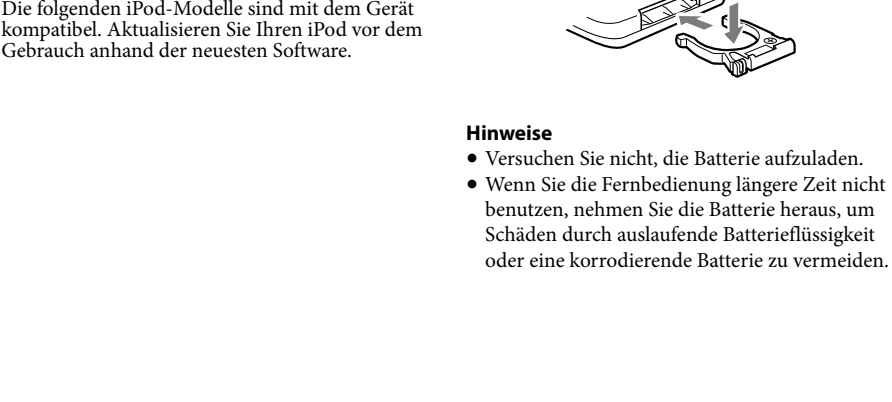 Die folgenden iPod-Modelle sind mit dem Gerät
kompatibel. Aktualisieren Sie Ihren iPod vor dem
Gebrauch anhand der neuesten Software.
Hinweise
• Versuchen Sie nicht, die Batterie aufzuladen.
• Wenn Sie die Fernbedienung längere Zeit nicht
benutzen, nehmen Sie die Batterie heraus, um
Schäden durch auslaufende Batterieflüssigkeit
oder eine korrodierende Batterie zu vermeiden.